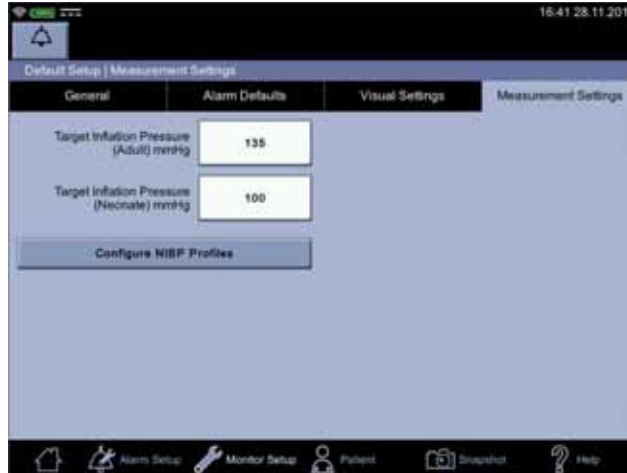 16:41 28.11.201
Default Setup | Measurement Settings
General
Alarm Defaults
Visual Settings
Measurement Settings
Target Inflation Pressure
(Adult) mmHg
135
Target Inflation Pressure
(Neonate) mmHg
100
Configure NIBP Profiles
Alarm Setup
Monitor Setup
Patient
Snapshot
Help